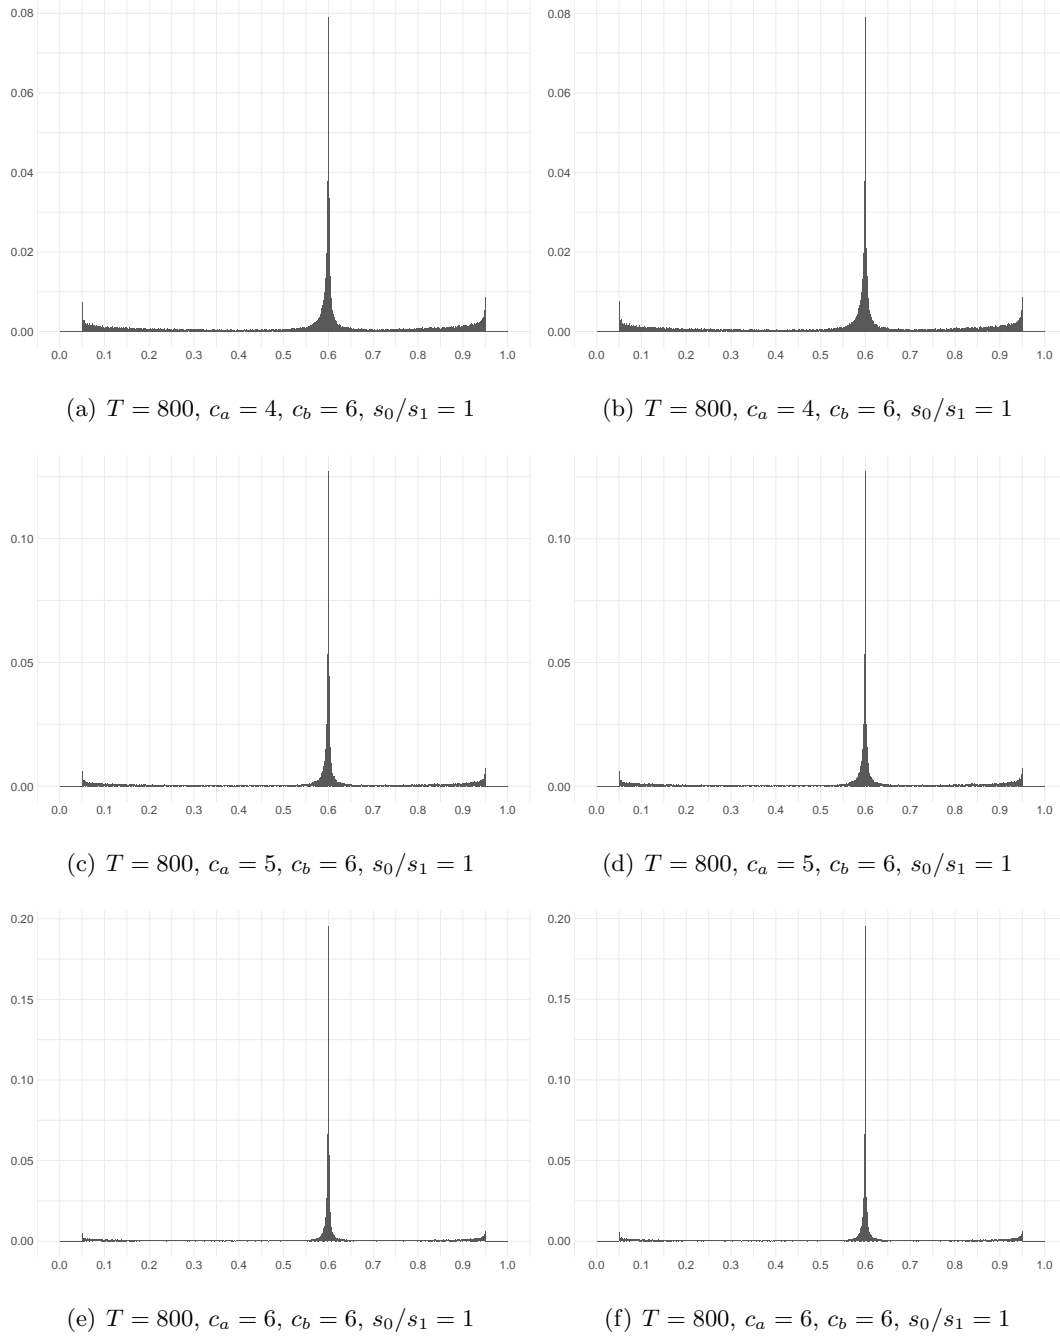 0.08 0.08
0.06 0.06
0.04 0.04
0.02 0.02
0.00 0.00
0.0 0.1 0.2 0.3 0.4 0.5 0.6 0.7 0.8 0.9 1.0 0.0 0.1 0.2 0.3 0.4 0.5 0.6 0.7 0.8 0.9 1.0
(a) T = 800, c_a = 4, c_b = 6, s_0/s_1 = 1 (b) T = 800, c_a = 4, c_b = 6, s_0/s_1 = 1
0.10 0.10
0.05 0.05
0.00 0.00
0.0 0.1 0.2 0.3 0.4 0.5 0.6 0.7 0.8 0.9 1.0 0.0 0.1 0.2 0.3 0.4 0.5 0.6 0.7 0.8 0.9 1.0
(c) T = 800, c_a = 5, c_b = 6, s_0/s_1 = 1 (d) T = 800, c_a = 5, c_b = 6, s_0/s_1 = 1
0.20 0.20
0.15 0.15
0.10 0.10
0.05 0.05
0.00 0.00
0.0 0.1 0.2 0.3 0.4 0.5 0.6 0.7 0.8 0.9 1.0 0.0 0.1 0.2 0.3 0.4 0.5 0.6 0.7 0.8 0.9 1.0
(e) T = 800, c_a = 6, c_b = 6, s_0/s_1 = 1 (f) T = 800, c_a = 6, c_b = 6, s_0/s_1 = 1